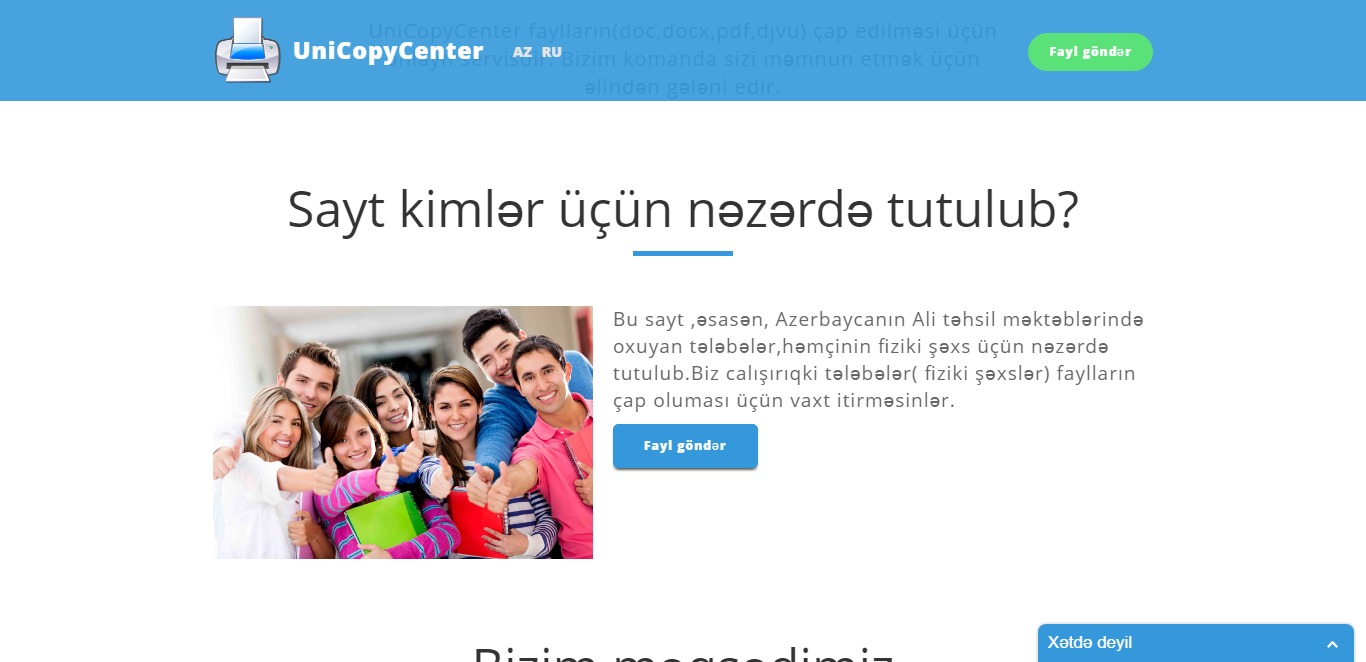 UniCopyCenter faylların(doc,docx,pdf,djvu) çap edilməsi üçün
UniCopyCenter AZ RU
Fayl göndər
servisdir. Bizim komanda sizi məmnun etmək üçün
əlindən gələni edir.
Sayt kimlər üçün nəzərdə tutulub?
Bu sayt ,əsasən, Azerbaycanın Ali təhsil məktəblərində
oxuyan tələbələr,həmçinin fiziki şəxs üçün nəzərdə
tutulub.Biz calışırıqki tələbələr( fiziki şəxslər) faylların
çap oluması üçün vaxt itirməsinlər.
Fayl göndər
Bizim məqsədimiz
Xətdə deyil